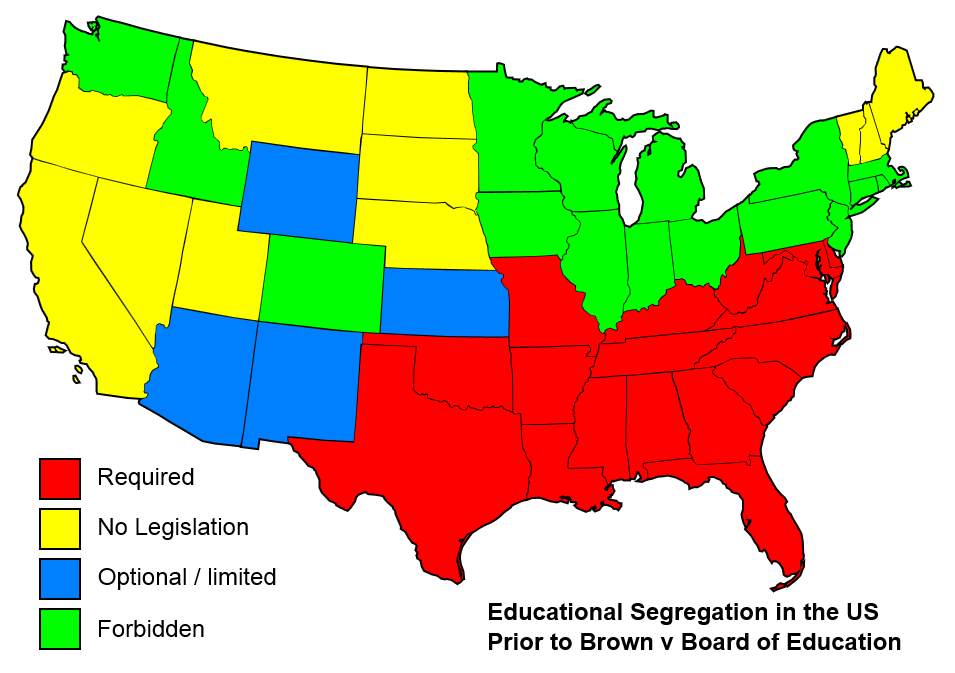 Required
No Legislation
Optional / limited
Forbidden
Educational Segregation in the US
Prior to Brown v Board of Education